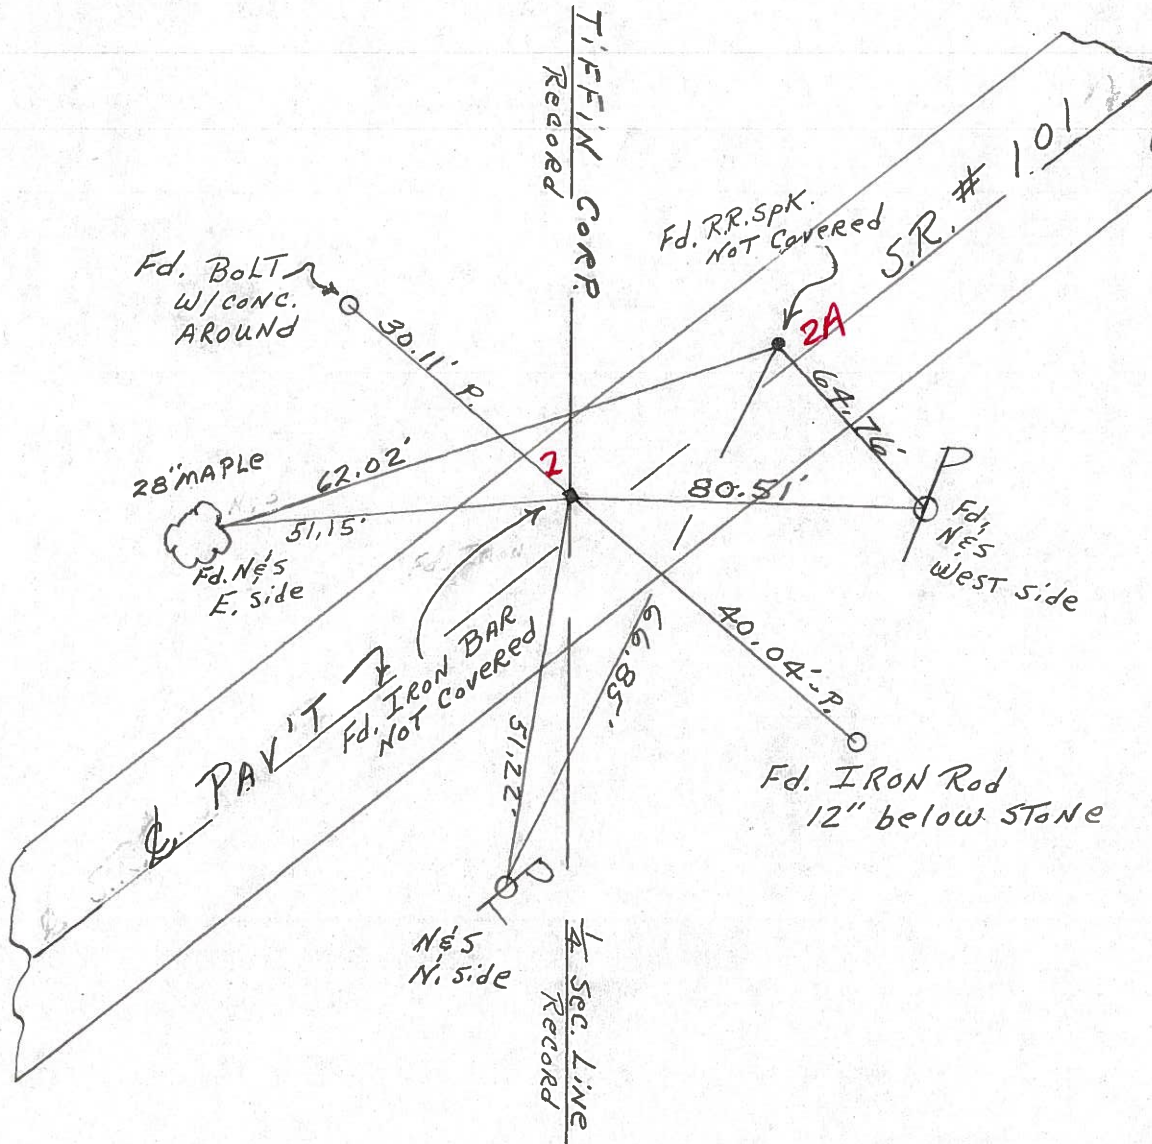 TiFFiN CORP.
Record
Fd. R.R. SpK.
NOT Covered
S.R. # 101
Fd. BoLT
W/CONC.
AROUND
30.11' P.
2A
64.76'
28" MAPLE
62.02'
2
80.51'
P
51.15'
Fd. N&S
E. side
Fd.
N&S
West side
Fd. IRON BAR
NOT Covered
40.04'-P.
66.85'
51.22'
℄ PAV'T
Fd. IRON Rod
12" below STONE
P
N&S
N. side
1/4 Sec. LiNe
Record